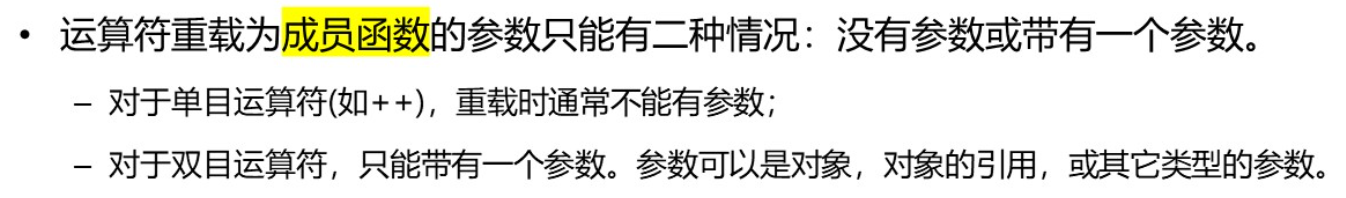 • 运算符重载为成员函数的参数只能有二种情况：没有参数或带有一个参数。
– 对于单目运算符(如++)，重载时通常不能有参数；
– 对于双目运算符，只能带有一个参数。参数可以是对象，对象的引用，或其它类型的参数。